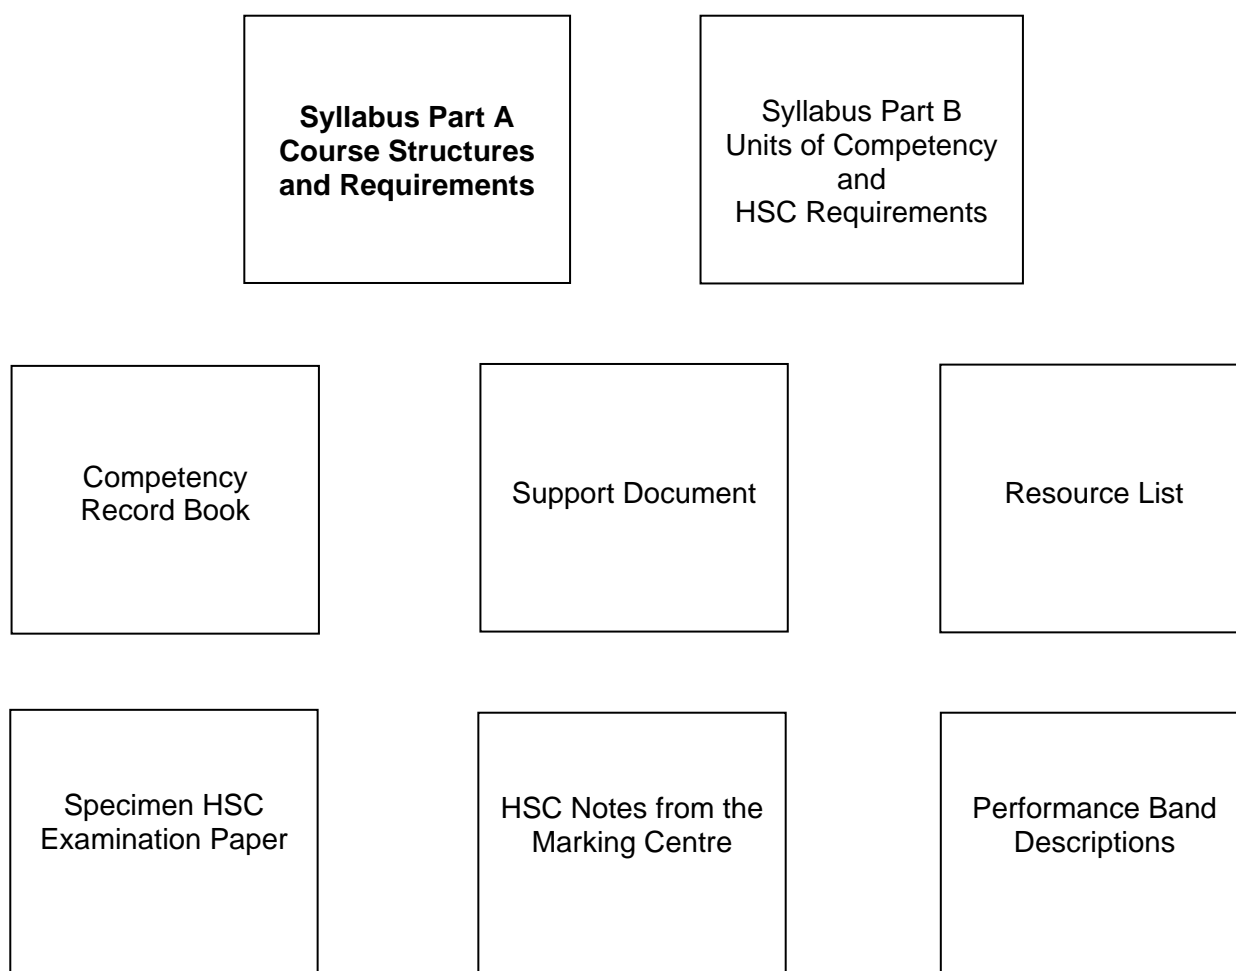 Syllabus Part A
Course Structures
and Requirements
Syllabus Part B
Units of Competency
and
HSC Requirements
Competency
Record Book
Support Document
Resource List
Specimen HSC
Examination Paper
HSC Notes from the
Marking Centre
Performance Band
Descriptions